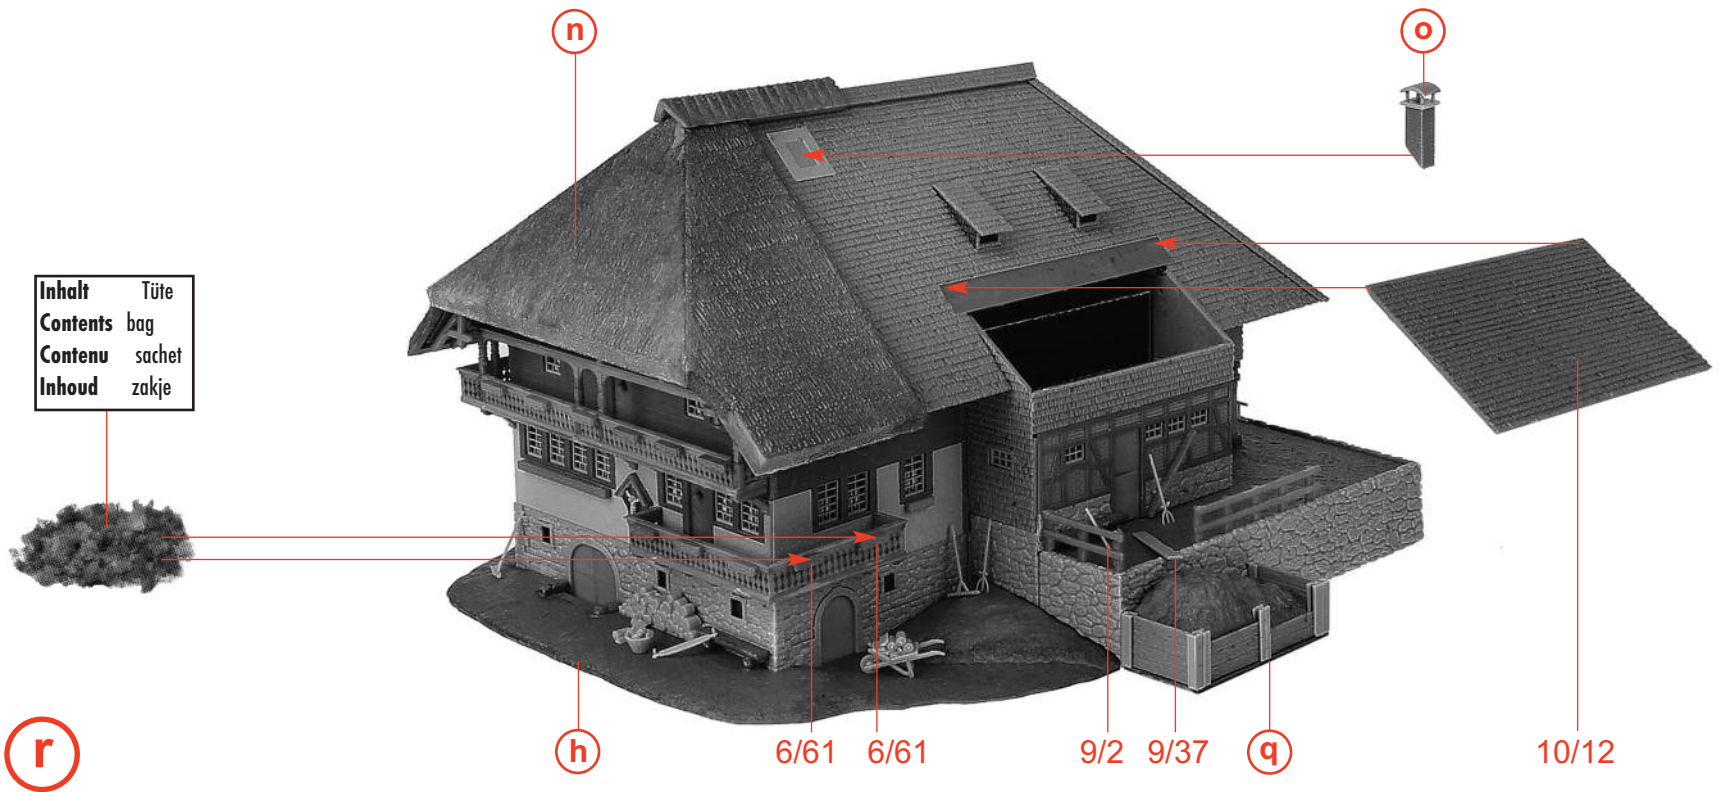 n
o
Inhalt Tüte
Contents bag
Contenu sachet
Inhoud zakje
r
h
6/61
6/61
9/2
9/37
q
10/12